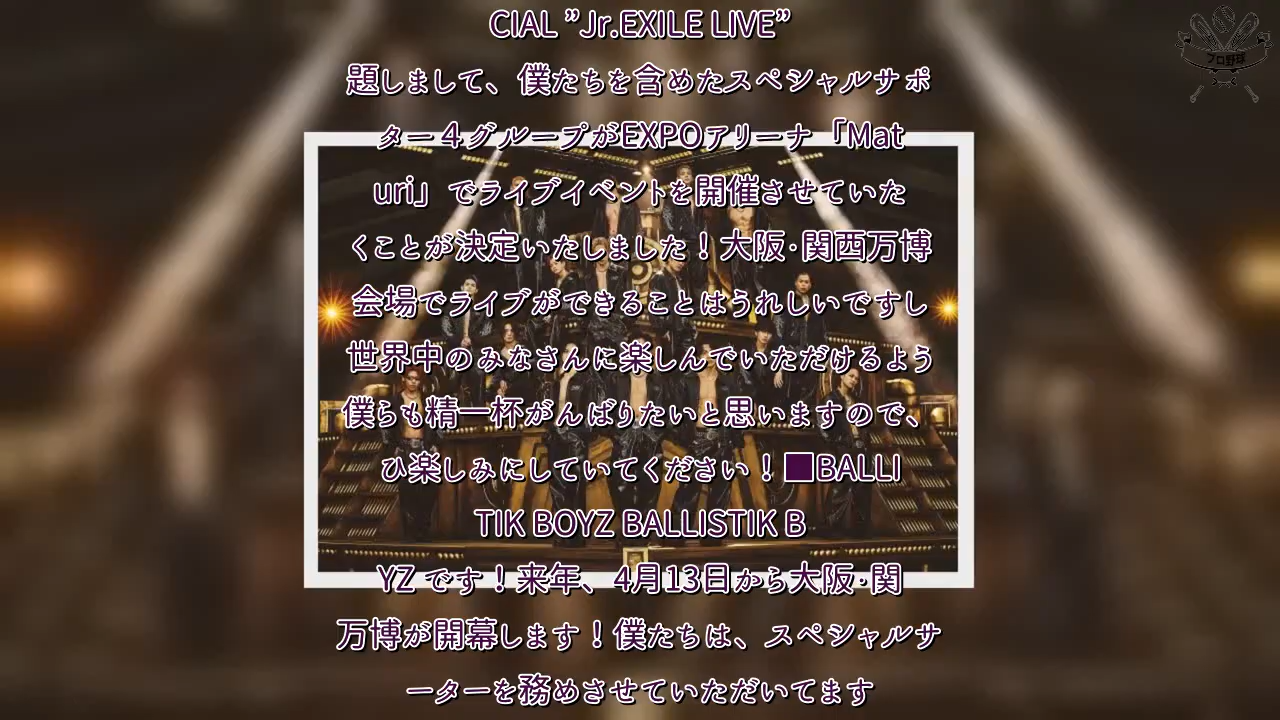 CIAL ”Jr.EXILE LIVE”
題しまして、僕たちを含めたスペシャルサポ
ター４グループがEXPOアリーナ「Mat
uri」でライブイベントを開催させていた
くことが決定いたしました！大阪･関西万博
会場でライブができることはうれしいですし
世界中のみなさんに楽しんでいただけるよう
僕らも精一杯がんばりたいと思いますので、
ひ楽しみにしていてください！■BALLI
TIK BOYZ BALLISTIK B
YZ です！来年、4月13日から大阪･関
万博が開幕します！僕たちは、スペシャルサ
ーターを務めさせていただいてます
プロ野球